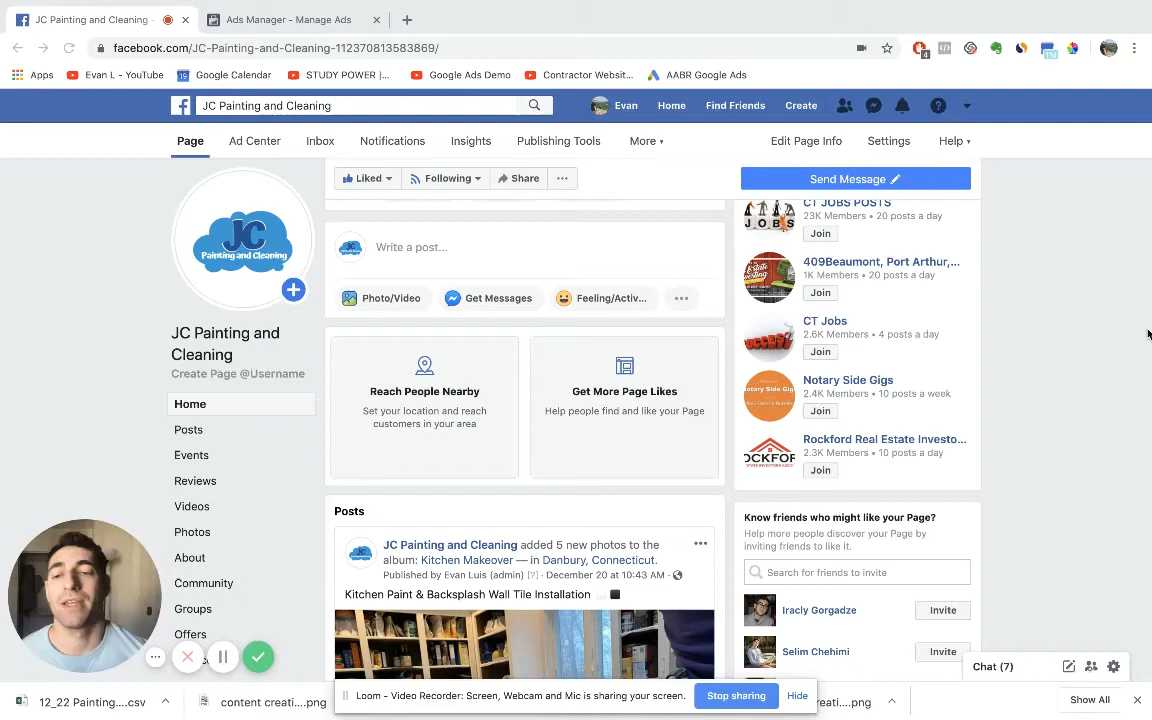 JC Painting and Cleaning
Ads Manager - Manage Ads
facebook.com/JC-Painting-and-Cleaning-112370813583869/
Apps
Evan L - YouTube
Google Calendar
STUDY POWER |...
Google Ads Demo
Contractor Websit...
AABR Google Ads
JC Painting and Cleaning
Evan
Home
Find Friends
Create
Page
Ad Center
Inbox
Notifications
Insights
Publishing Tools
More
Edit Page Info
Settings
Help
Liked
Following
Share
Send Message
JC
Painting and Cleaning
JC Painting and
Cleaning
Create Page @Username
Home
Posts
Events
Reviews
Videos
Photos
About
Community
Groups
Offers
Write a post...
Photo/Video
Get Messages
Feeling/Activ...
Reach People Nearby
Set your location and reach
customers in your area
Get More Page Likes
Help people find and like your Page
Posts
JC Painting and Cleaning added 5 new photos to the
album: Kitchen Makeover — in Danbury, Connecticut.
Published by Evan Luis (admin) [?] · December 20 at 10:43 AM ·
Kitchen Paint & Backsplash Wall Tile Installation
CT JOBS POSTS
23K Members • 20 posts a day
Join
409Beaumont, Port Arthur,...
1K Members • 20 posts a day
Join
CT Jobs
2.6K Members • 4 posts a day
Join
Notary Side Gigs
2.4K Members • 10 posts a week
Join
Rockford Real Estate Investo...
2.3K Members • 10 posts a day
Join
Know friends who might like your Page?
Help more people discover your Page by
inviting friends to like it.
Search for friends to invite
Iracly Gorgadze
Invite
Selim Chehimi
Invite
Chat (7)
Loom - Video Recorder: Screen, Webcam and Mic is sharing your screen.
Stop sharing
Hide
12_22 Painting....csv
content creati....png
reati....png
Show All